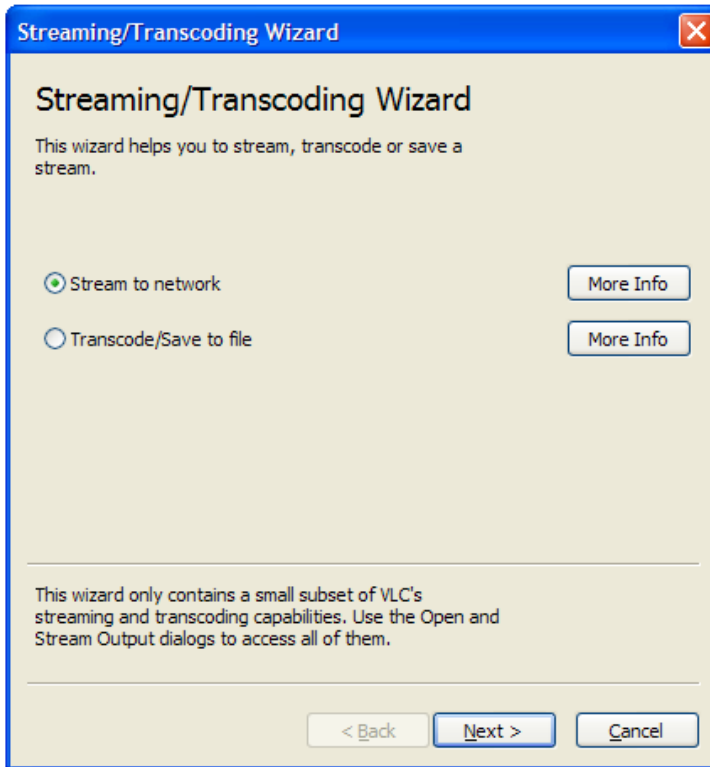 Streaming/Transcoding Wizard
Streaming/Transcoding Wizard
This wizard helps you to stream, transcode or save a
stream.
Stream to network
More Info
Transcode/Save to file
More Info
This wizard only contains a small subset of VLC's
streaming and transcoding capabilities. Use the Open and
Stream Output dialogs to access all of them.
< Back
Next >
Cancel